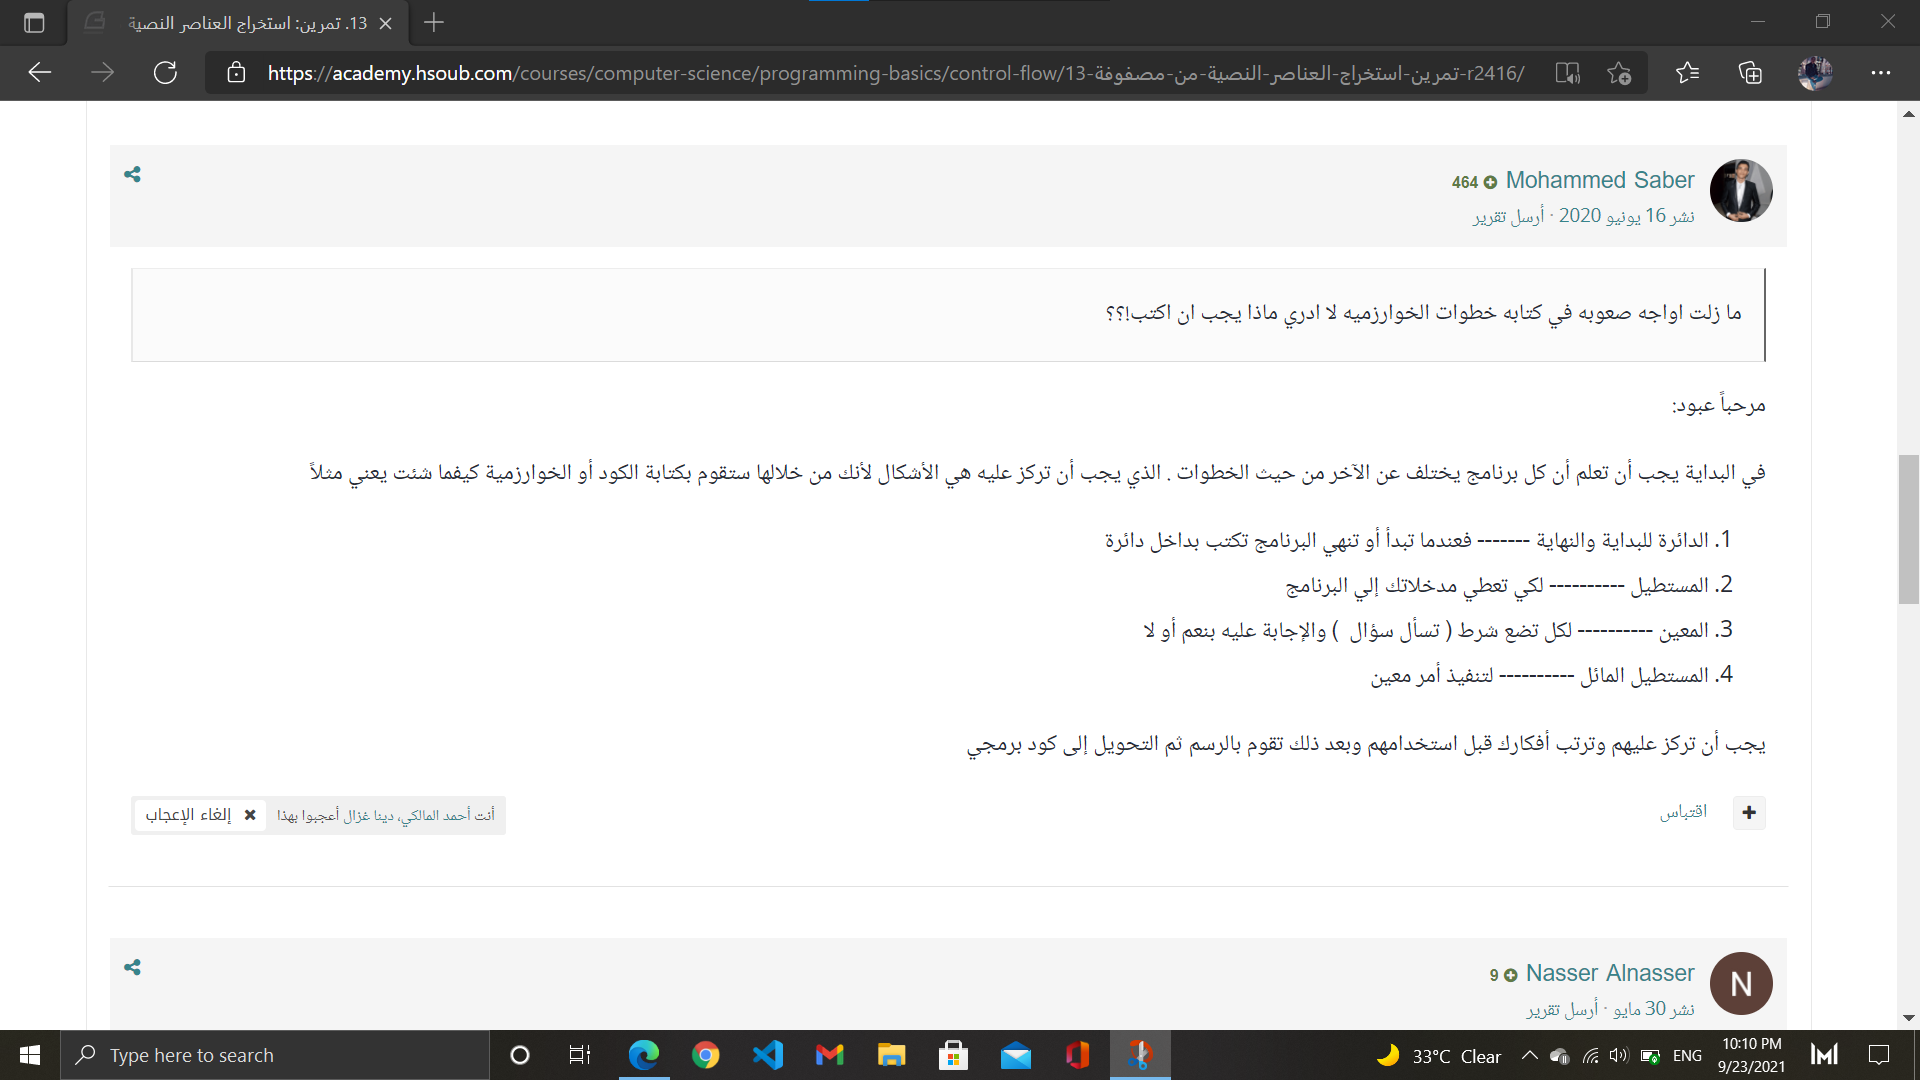 13. تمرين: استخراج العناصر النصية
https://academy.hsoub.com/courses/computer-science/programming-basics/control-flow/13-تمرين-استخراج-العناصر-النصية-من-مصفوفة-r2416/
Mohammed Saber 464
نشر 16 يونيو 2020 · أرسل تقرير
ما زلت اواجه صعوبه في كتابه خطوات الخوارزميه لا ادري ماذا يجب ان اكتب!؟؟
مرحباً عبود:
في البداية يجب أن تعلم أن كل برنامج يختلف عن الآخر من حيث الخطوات . الذي يجب أن تركز عليه هي الأشكال لأنك من خلالها ستقوم بكتابة الكود أو الخوارزمية كيفما شئت يعني مثلاً
1. الدائرة للبداية والنهاية ------- فعندما تبدأ أو تنهي البرنامج تكتب بداخل دائرة
2. المستطيل ---------- لكي تعطي مدخلاتك إلي البرنامج
3. المعين ---------- لكل تضع شرط ( تسأل سؤال  ) والإجابة عليه بنعم أو لا
4. المستطيل المائل ---------- لتنفيذ أمر معين
يجب أن تركز عليهم وترتب أفكارك قبل استخدامهم وبعد ذلك تقوم بالرسم ثم التحويل إلى كود برمجي
اقتباس
أنت أحمد المالكي، دينا غزال أعجبوا بهذا
إلغاء الإعجاب
Nasser Alnasser 9
نشر 30 مايو · أرسل تقرير
N
Type here to search
33°C Clear
ENG
10:10 PM
9/23/2021